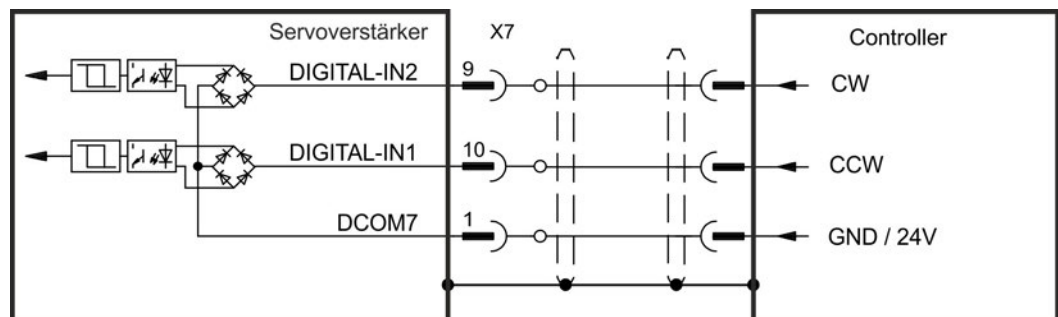 Servoverstärker X7 Controller
DIGITAL-IN2 9 CW
DIGITAL-IN1 10 CCW
DCOM7 1 GND / 24V